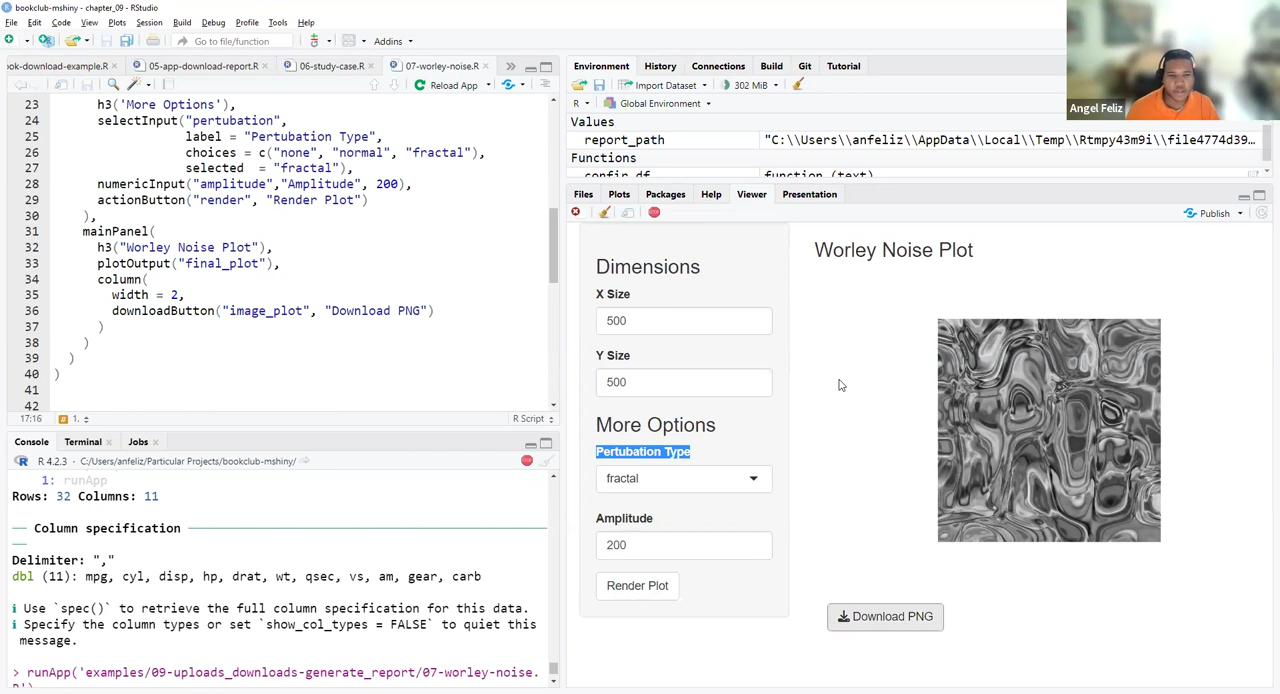 bookclub-mshiny - chapter_09 - RStudio
File Edit Code View Plots Session Build Debug Profile Tools Help
Go to file/function Addins
ok-download-example.R 05-app-download-report.R 06-study-case.R 07-worley-noise.R
Reload App
23 h3('More Options'),
24 selectInput("pertubation",
25 label = "Pertubation Type",
26 choices = c("none", "normal", "fractal"),
27 selected = "fractal"),
28 numericInput("amplitude","Amplitude", 200),
29 actionButton("render", "Render Plot")
30 ),
31 mainPanel(
32 h3("Worley Noise Plot"),
33 plotOutput("final_plot"),
34 column(
35 width = 2,
36 downloadButton("image_plot", "Download PNG")
37 )
38 )
39 )
40 )
41
42
17:16 1. R Script
Console Terminal Jobs
R 4.2.3 · C:/Users/anfeliz/Particular Projects/bookclub-mshiny/
1: runApp
Rows: 32 Columns: 11
Column specification
Delimiter: ","
dbl (11): mpg, cyl, disp, hp, drat, wt, qsec, vs, am, gear, carb
i Use `spec()` to retrieve the full column specification for this data.
i Specify the column types or set `show_col_types = FALSE` to quiet this
message.
> runApp('examples/09-uploads_downloads-generate_report/07-worley-noise.
R')
Environment History Connections Build Git Tutorial
Import Dataset 302 MiB
R Global Environment
Values
report_path "C:\\Users\\anfeliz\\AppData\\Local\\Temp\\Rtmpy43m9i\\file4774d39…
Functions
confir_df function (text)
Files Plots Packages Help Viewer Presentation
Publish
Dimensions
X Size
500
Y Size
500
More Options
Pertubation Type
fractal
Amplitude
200
Render Plot
Worley Noise Plot
Download PNG
Angel Feliz